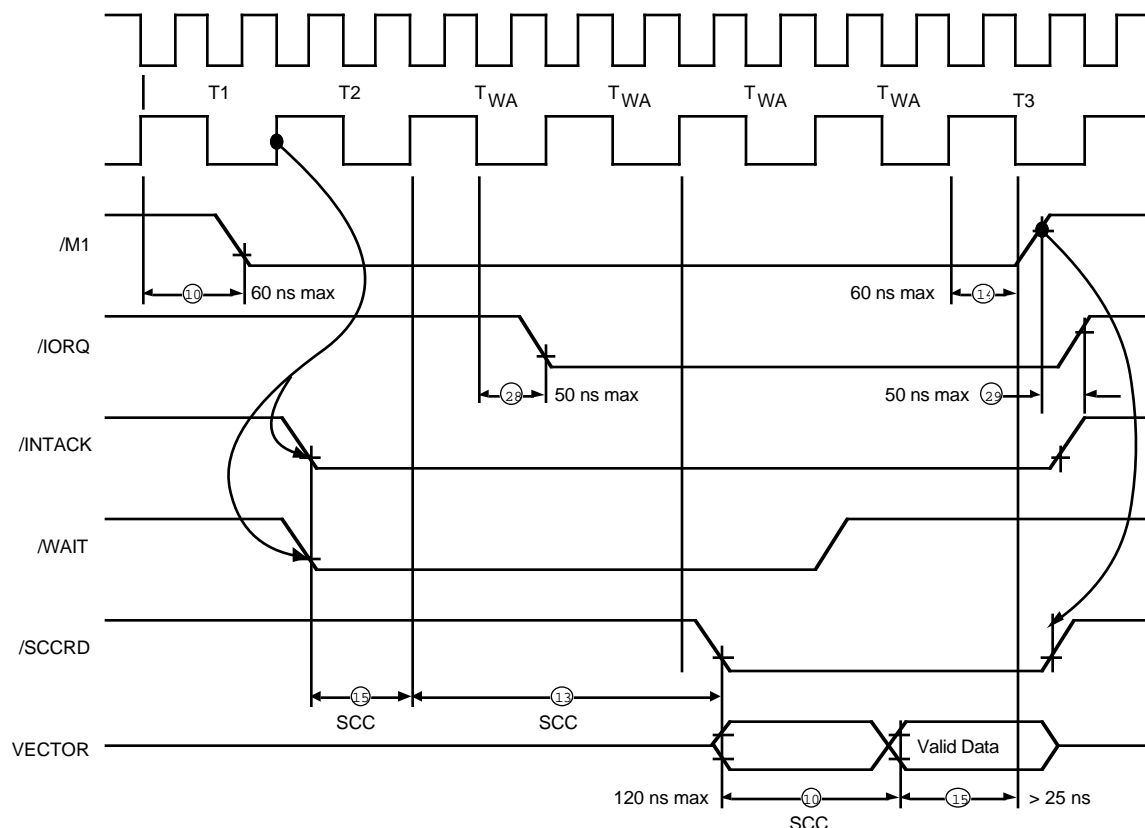 T1 T2 TWA TWA TWA TWA T3
/M1
10 60 ns max 60 ns max 14
/IORQ
28 50 ns max 50 ns max 29
/INTACK
/WAIT
/SCCRD
15 13
SCC SCC
VECTOR Valid Data
120 ns max 10 15 > 25 ns
SCC